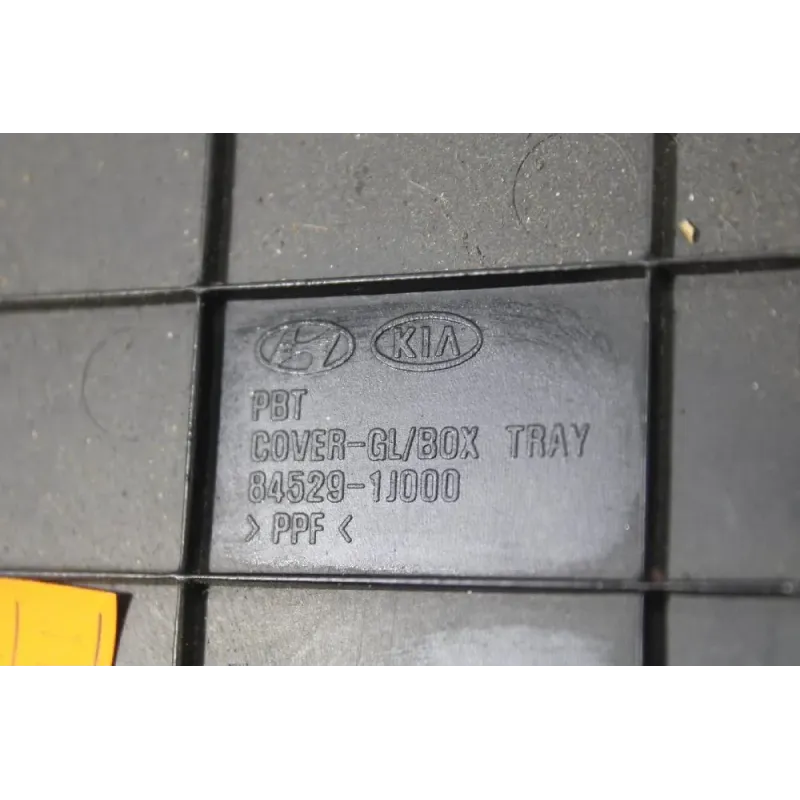 KIA
PBT
COVER-GL/BOX TRAY
84529-1J000
> PPF <